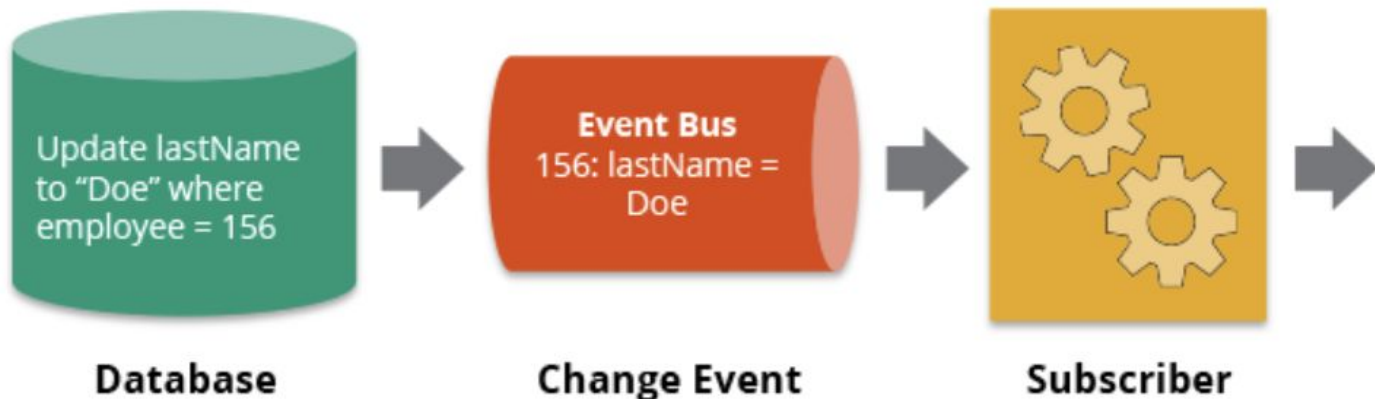 Update lastName
to “Doe” where
employee = 156
Event Bus
156: lastName =
Doe
Database
Change Event
Subscriber